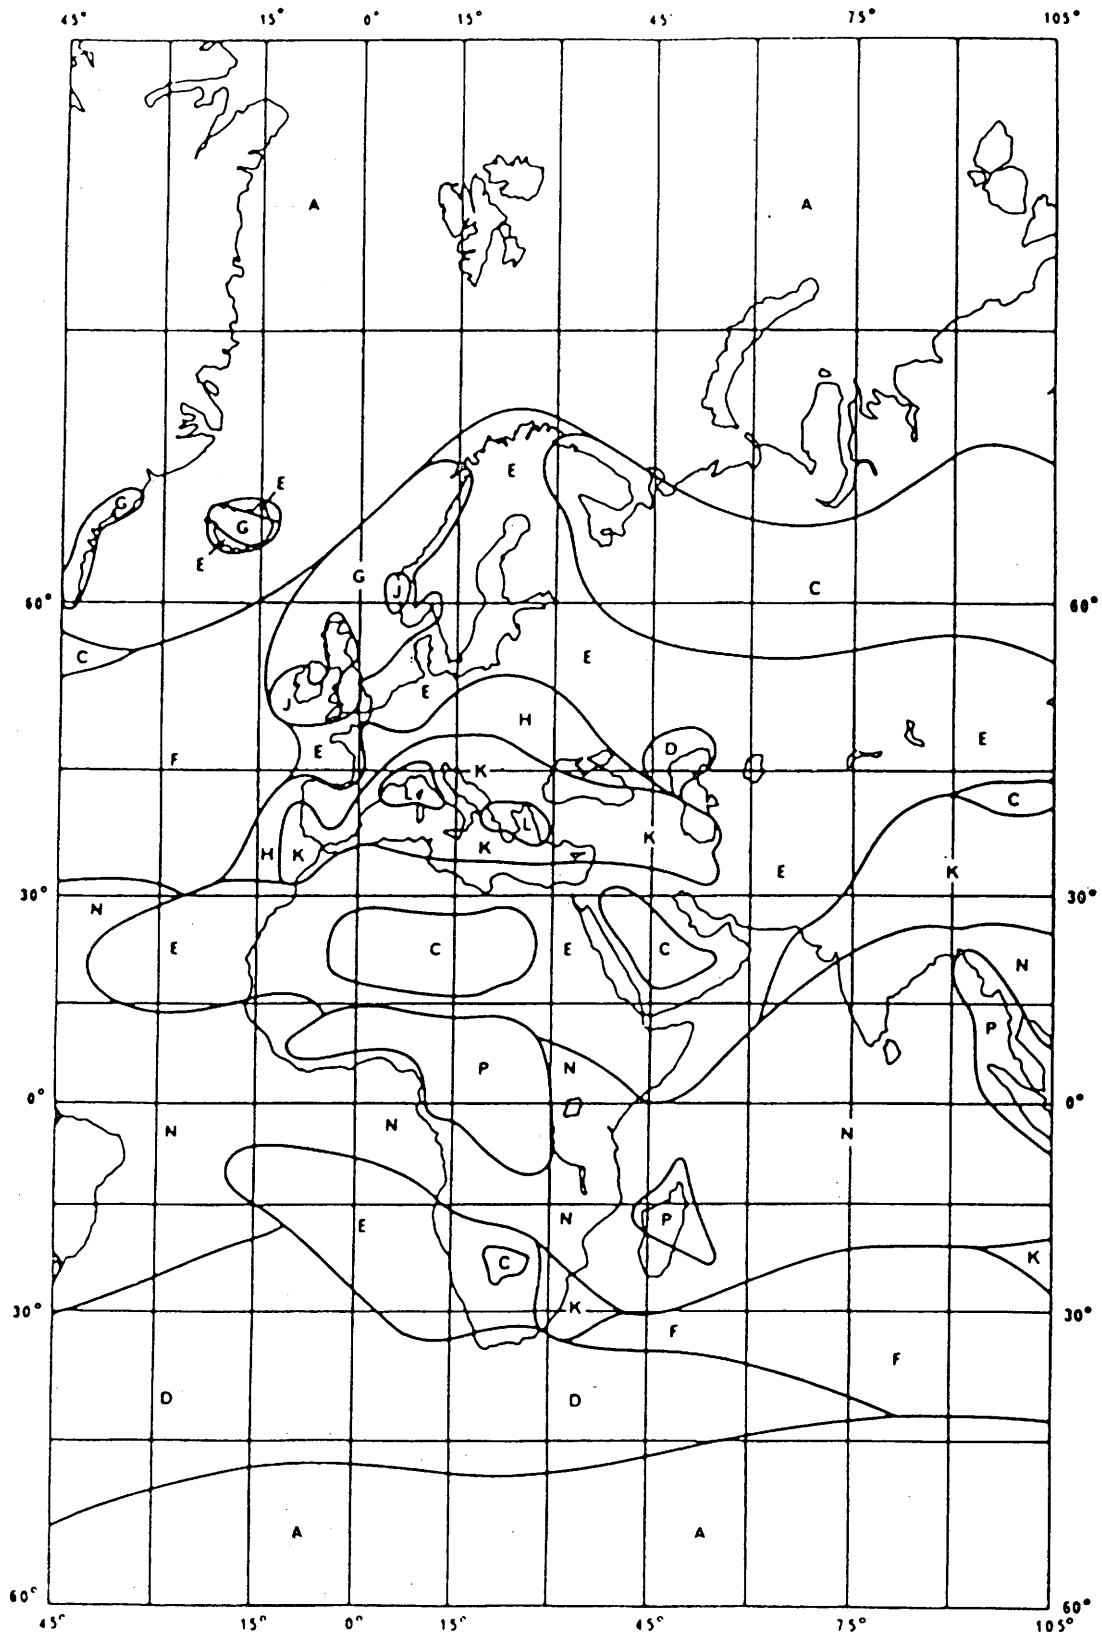 45° 15° 0° 15° 45° 75° 105°
A A
E
E
G
G
E
G J
60° C 60°
C
E
J E
H
E D E
F
K
L
C
L K
H K K
E K
30° 30°
N
E C E C N
P
P N
0° 0°
N N N
E N P
C K
30° K 30°
F
F
D D
A A
60° 60°
45° 15° 0° 15° 45° 75° 105°